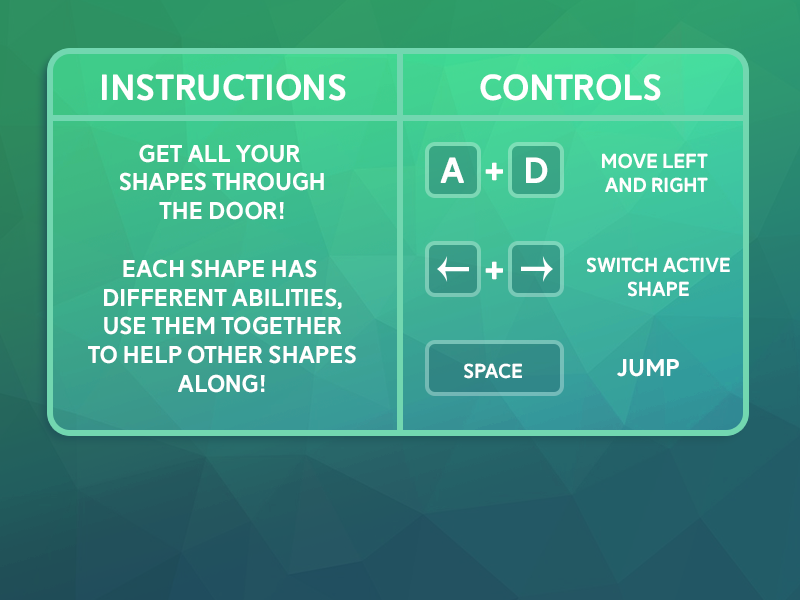 INSTRUCTIONS
GET ALL YOUR
SHAPES THROUGH
THE DOOR!
EACH SHAPE HAS
DIFFERENT ABILITIES,
USE THEM TOGETHER
TO HELP OTHER SHAPES
ALONG!
CONTROLS
A + D
MOVE LEFT
AND RIGHT
← + →
SWITCH ACTIVE
SHAPE
SPACE
JUMP